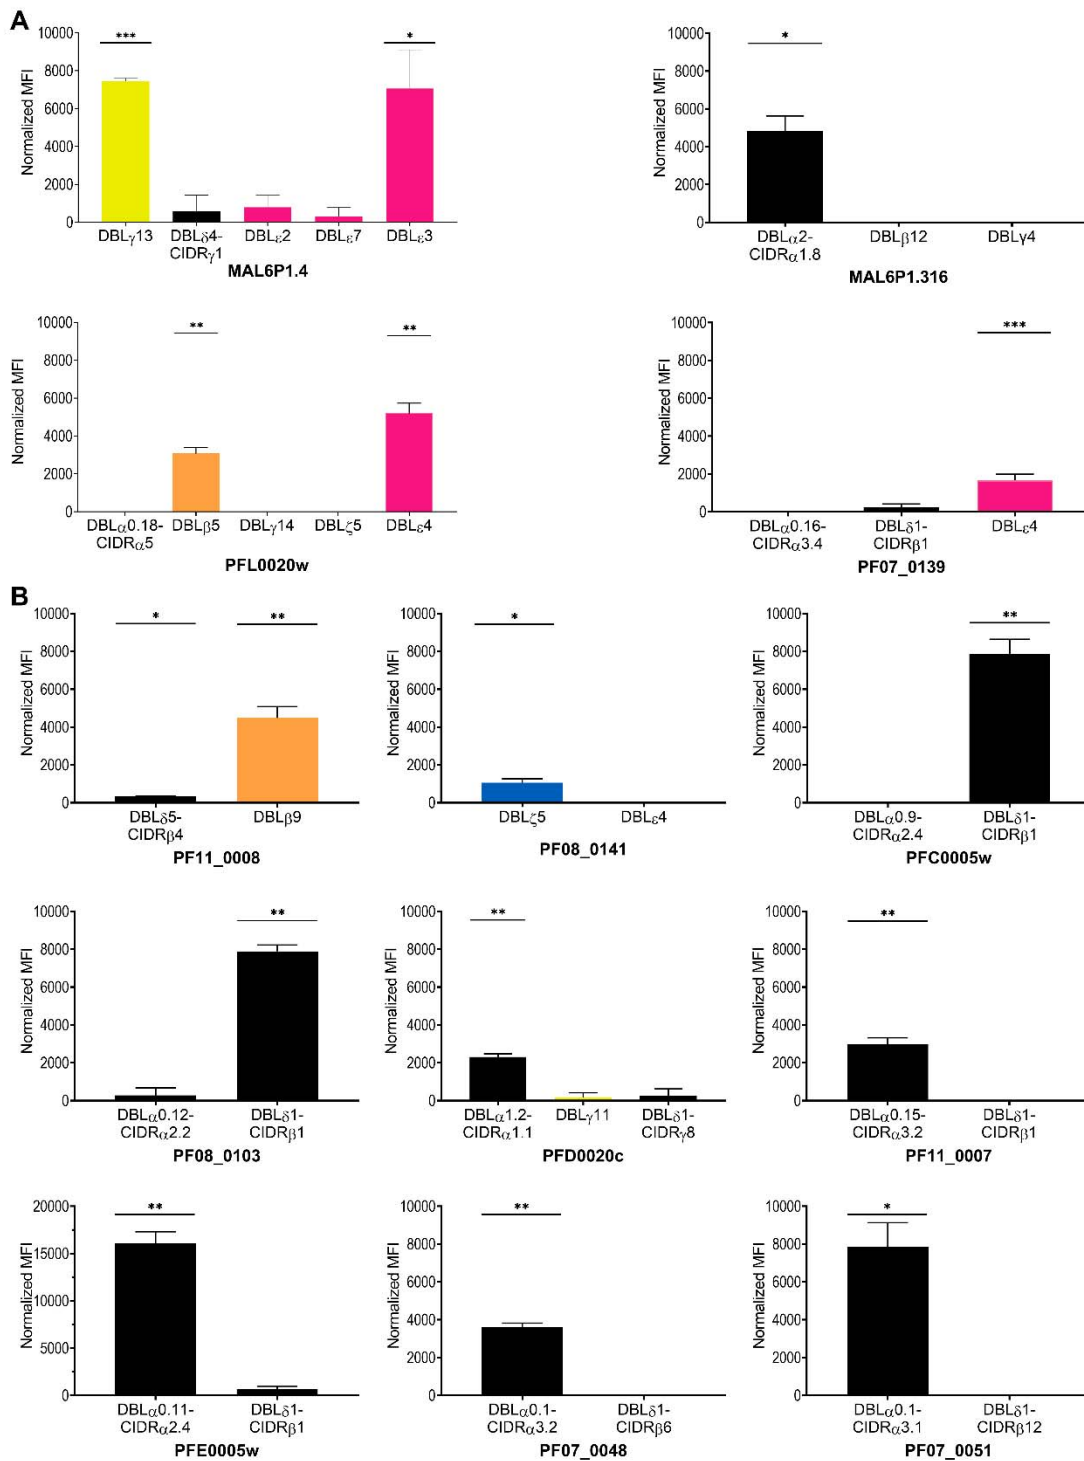 A
Normalized MFI
10000
8000
6000
4000
2000
0
***
*
DBLγ13
DBLδ4-
CIDRγ1
DBLε2
DBLε7
DBLε3
MAL6P1.4
Normalized MFI
10000
8000
6000
4000
2000
0
*
DBLα2-
CIDRα1.8
DBLβ12
DBLγ4
MAL6P1.316
Normalized MFI
10000
8000
6000
4000
2000
0
**
**
DBLα0.18-
CIDRα5
DBLβ5
DBLγ14
DBLζ5
DBLε4
PFL0020w
Normalized MFI
10000
8000
6000
4000
2000
0
***
DBLα0.16-
CIDRα3.4
DBLδ1-
CIDRβ1
DBLε4
PF07_0139
B
Normalized MFI
10000
8000
6000
4000
2000
0
*
**
DBLδ5-
CIDRβ4
DBLβ9
PF11_0008
Normalized MFI
10000
8000
6000
4000
2000
0
*
DBLζ5
DBLε4
PF08_0141
Normalized MFI
10000
8000
6000
4000
2000
0
**
DBLα0.9-
CIDRα2.4
DBLδ1-
CIDRβ1
PFC0005w
Normalized MFI
10000
8000
6000
4000
2000
0
**
DBLα0.12-
CIDRα2.2
DBLδ1-
CIDRβ1
PF08_0103
Normalized MFI
10000
8000
6000
4000
2000
0
**
DBLα1.2-
CIDRα1.1
DBLγ11
DBLδ1-
CIDRγ8
PFD0020c
Normalized MFI
10000
8000
6000
4000
2000
0
**
DBLα0.15-
CIDRα3.2
DBLδ1-
CIDRβ1
PF11_0007
Normalized MFI
20000
15000
10000
5000
0
**
DBLα0.11-
CIDRα2.4
DBLδ1-
CIDRβ1
PFE0005w
Normalized MFI
10000
8000
6000
4000
2000
0
**
DBLα0.1-
CIDRα3.2
DBLδ1-
CIDRβ6
PF07_0048
Normalized MFI
10000
8000
6000
4000
2000
0
*
DBLα0.1-
CIDRα3.1
DBLδ1-
CIDRβ12
PF07_0051